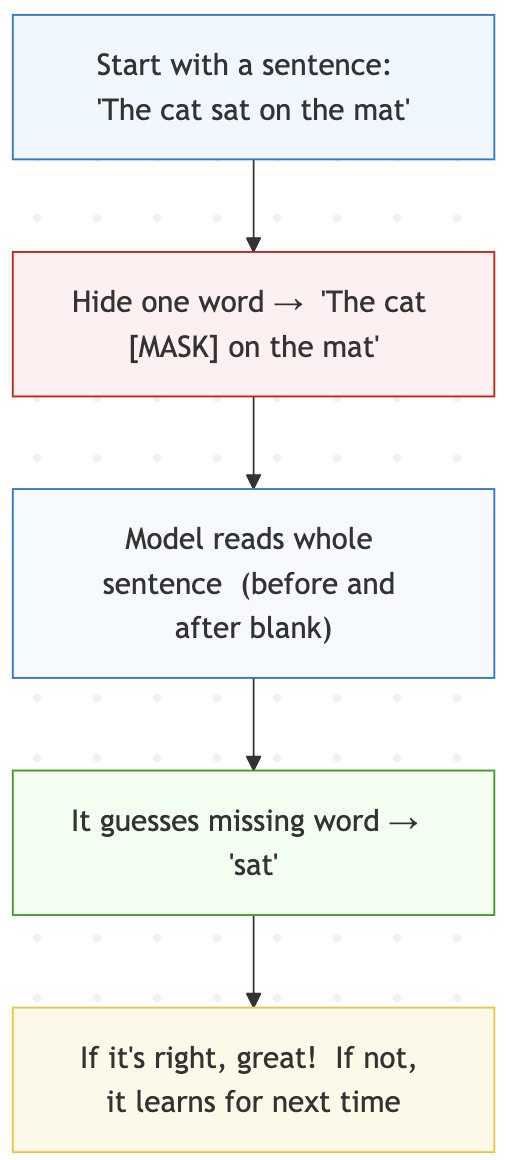 Start with a sentence:
'The cat sat on the mat'
Hide one word → 'The cat
[MASK] on the mat'
Model reads whole
sentence (before and
after blank)
It guesses missing word →
'sat'
If it's right, great! If not,
it learns for next time